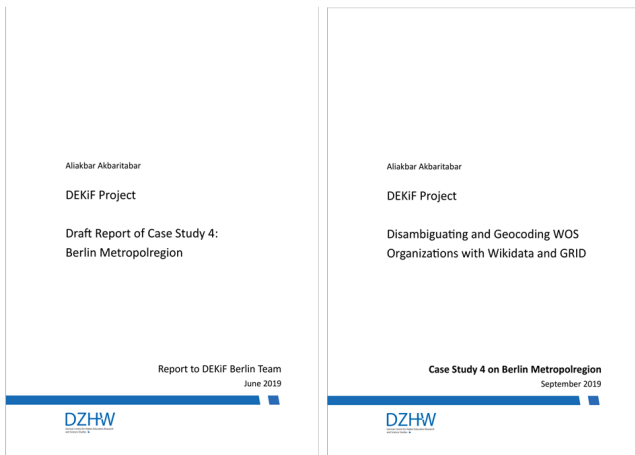 Aliakbar Akbaritabar
DEKiF Project
Draft Report of Case Study 4:
Berlin Metropolregion
Report to DEKiF Berlin Team
June 2019
DZHW
Aliakbar Akbaritabar
DEKiF Project
Disambiguating and Geocoding WOS
Organizations with Wikidata and GRID
Case Study 4 on Berlin Metropolregion
September 2019
DZHW